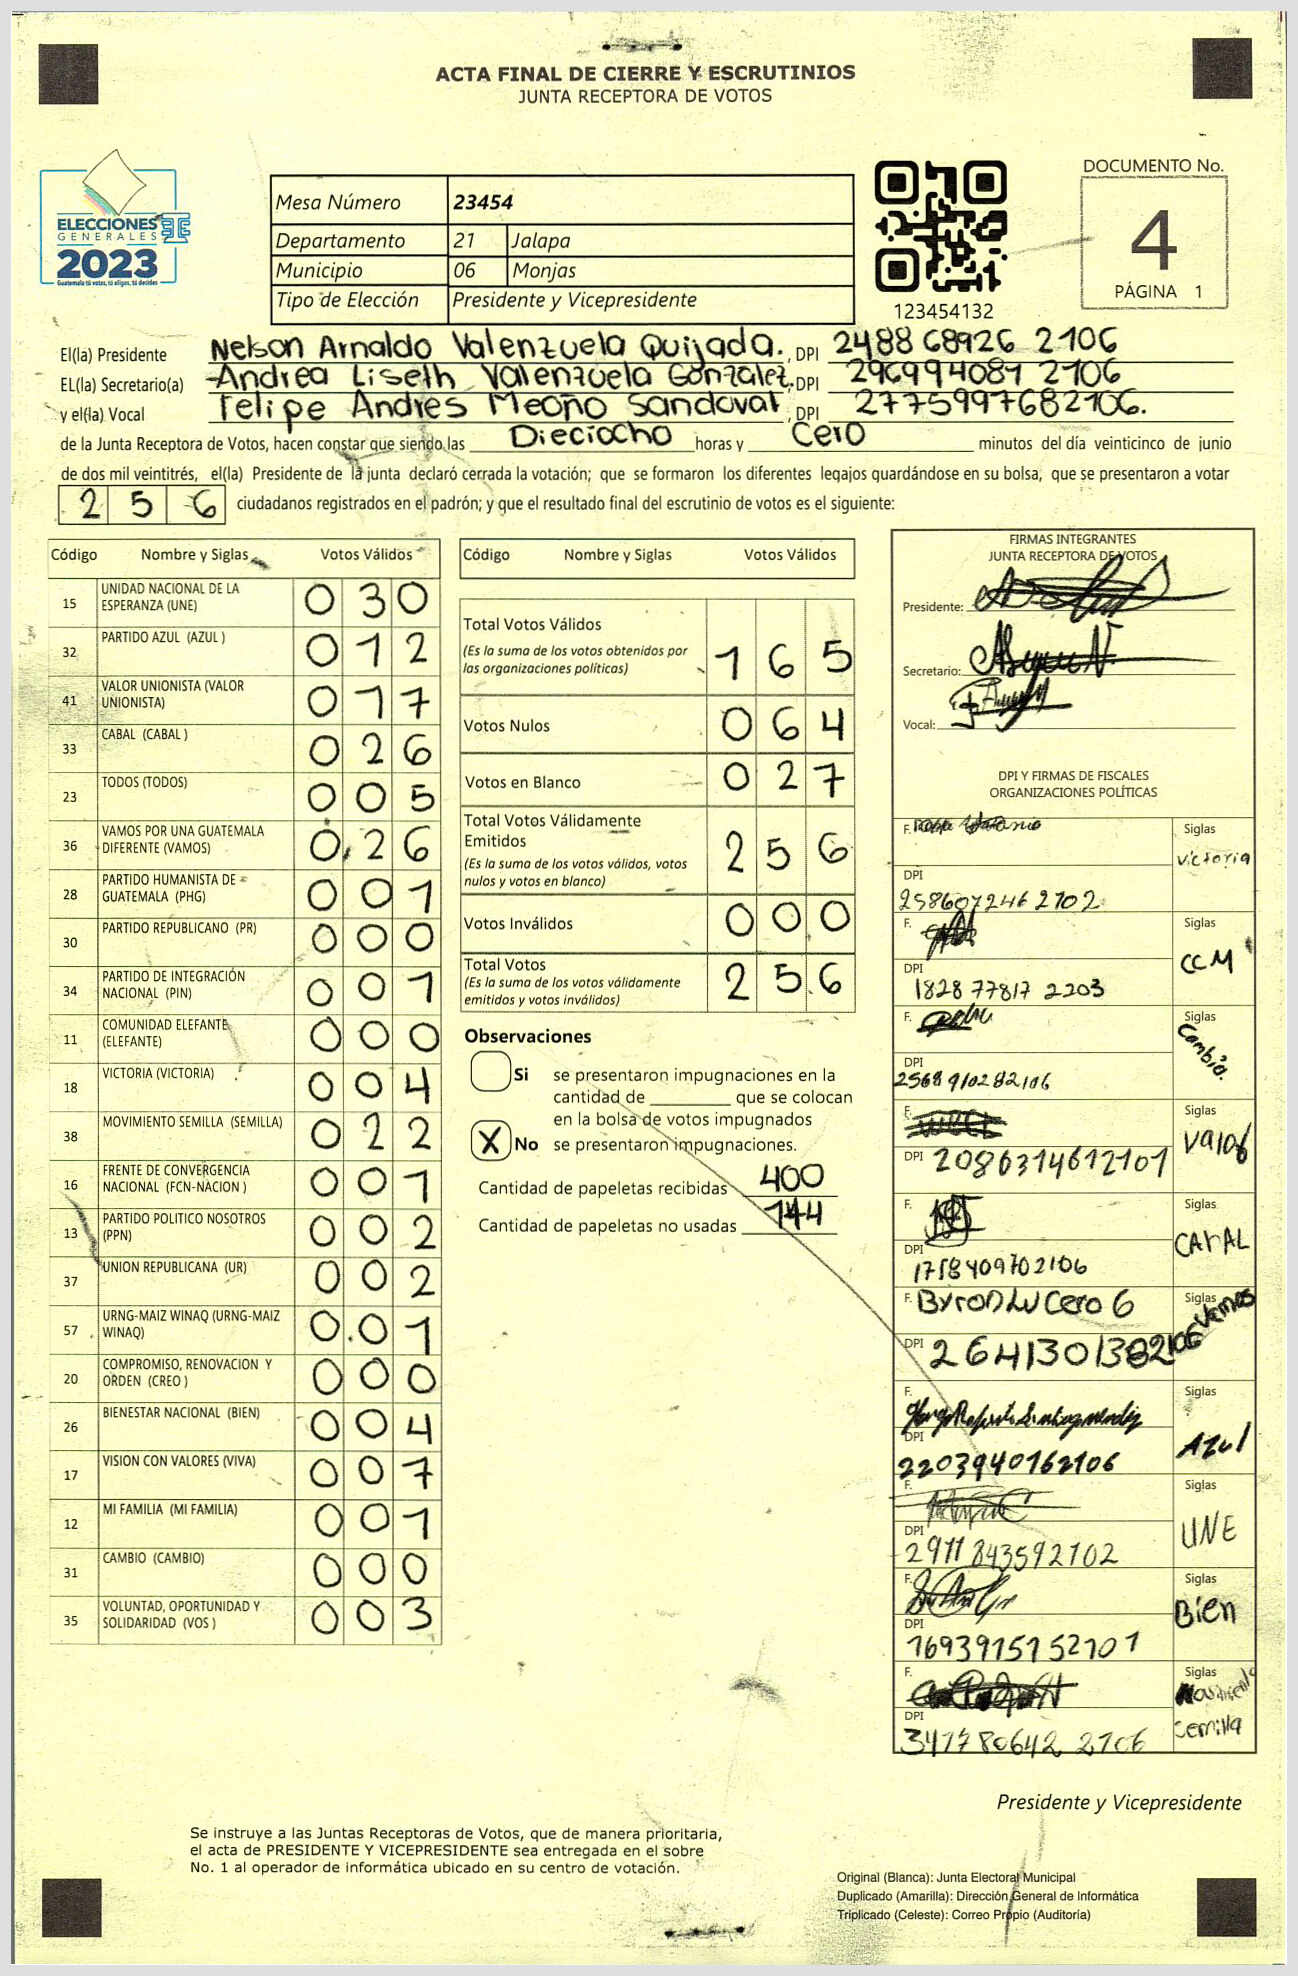 ACTA FINAL DE CIERRE Y ESCRUTINIOS
JUNTA RECEPTORA DE VOTOS
ELECCIONES
GENERALES
2023
Guatemala tú votas, tú eliges, tú decides
Mesa Número 23454
Departamento 21 Jalapa
Municipio 06 Monjas
Tipo de Elección Presidente y Vicepresidente
123454132
DOCUMENTO No.
4
PÁGINA 1
El(la) Presidente Nelson Arnaldo Valenzuela Quijada. , DPI 2488 68926 2106
EL(la) Secretario(a) Andrea Liseth Valenzuela González. , DPI 296994081 2106
y el(la) Vocal Felipe Andres Meoño Sandoval , DPI 2775997682106.
de la Junta Receptora de Votos, hacen constar que siendo las Dieciocho horas y Cero minutos del día veinticinco de junio
de dos mil veintitrés, el(la) Presidente de la junta declaró cerrada la votación; que se formaron los diferentes legajos guardándose en su bolsa, que se presentaron a votar
2 5 6 ciudadanos registrados en el padrón; y que el resultado final del escrutinio de votos es el siguiente:
Código Nombre y Siglas Votos Válidos
15 UNIDAD NACIONAL DE LA ESPERANZA (UNE) 0 3 0
32 PARTIDO AZUL (AZUL ) 0 1 2
41 VALOR UNIONISTA (VALOR UNIONISTA) 0 1 7
33 CABAL (CABAL ) 0 2 6
23 TODOS (TODOS) 0 0 5
36 VAMOS POR UNA GUATEMALA DIFERENTE (VAMOS) 0 2 6
28 PARTIDO HUMANISTA DE GUATEMALA (PHG) 0 0 1
30 PARTIDO REPUBLICANO (PR) 0 0 0
34 PARTIDO DE INTEGRACIÓN NACIONAL (PIN) 0 0 1
11 COMUNIDAD ELEFANTE (ELEFANTE) 0 0 0
18 VICTORIA (VICTORIA) 0 0 4
38 MOVIMIENTO SEMILLA (SEMILLA) 0 2 2
16 FRENTE DE CONVERGENCIA NACIONAL (FCN-NACION ) 0 0 1
13 PARTIDO POLITICO NOSOTROS (PPN) 0 0 2
37 UNION REPUBLICANA (UR) 0 0 2
57 URNG-MAIZ WINAQ (URNG-MAIZ WINAQ) 0 0 1
20 COMPROMISO, RENOVACION Y ORDEN (CREO ) 0 0 0
26 BIENESTAR NACIONAL (BIEN) 0 0 4
17 VISION CON VALORES (VIVA) 0 0 7
12 MI FAMILIA (MI FAMILIA) 0 0 1
31 CAMBIO (CAMBIO) 0 0 0
35 VOLUNTAD, OPORTUNIDAD Y SOLIDARIDAD (VOS ) 0 0 3
Código Nombre y Siglas Votos Válidos
Total Votos Válidos
(Es la suma de los votos obtenidos por
las organizaciones políticas) 1 6 5
Votos Nulos 0 6 4
Votos en Blanco 0 2 7
Total Votos Válidamente
Emitidos 2 5 6
(Es la suma de los votos válidos, votos
nulos y votos en blanco)
Votos Inválidos 0 0 0
Total Votos
(Es la suma de los votos válidamente
emitidos y votos inválidos) 2 5 6
Observaciones
Si se presentaron impugnaciones en la
cantidad de ________ que se colocan
en la bolsa de votos impugnados
X No se presentaron impugnaciones.
Cantidad de papeletas recibidas 400
Cantidad de papeletas no usadas 144
FIRMAS INTEGRANTES
JUNTA RECEPTORA DE VOTOS
Presidente:
Secretario:
Vocal:
DPI Y FIRMAS DE FISCALES
ORGANIZACIONES POLÍTICAS
F. Siglas victoria
DPI 258607246 2102
F. Siglas CCM
DPI 1828 77817 2203
F. Siglas Cambio.
DPI 2568 910282106
F. Siglas Valor
DPI 2086314612101
F. Siglas CAbAL
DPI 1758409702106
F. Byron Lucero G Siglas Vamos
DPI 2641301382106
F. Siglas Azul
DPI 2203940162106
F. Siglas UNE
DPI 2911 843592102
F. Siglas Bien
DPI 1693915152101
F. Siglas semilla
DPI 341780642 2106
Presidente y Vicepresidente
Se instruye a las Juntas Receptoras de Votos, que de manera prioritaria,
el acta de PRESIDENTE Y VICEPRESIDENTE sea entregada en el sobre
No. 1 al operador de informática ubicado en su centro de votación.
Original (Blanca): Junta Electoral Municipal
Duplicado (Amarilla): Dirección General de Informática
Triplicado (Celeste): Correo Propio (Auditoría)